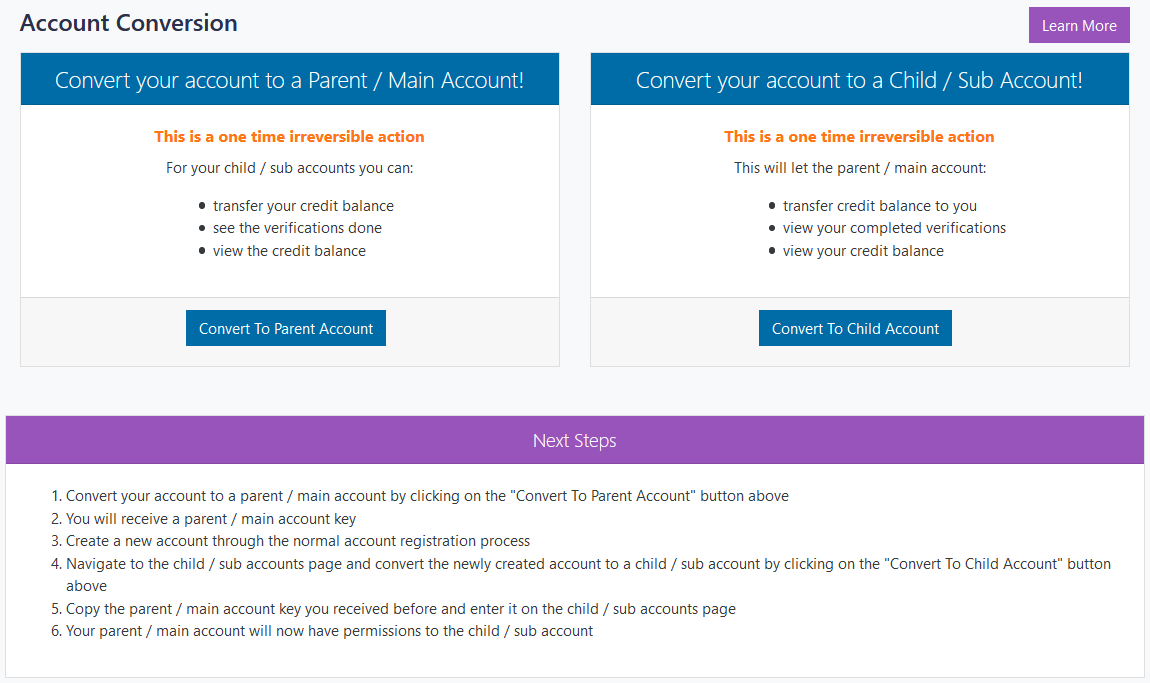 Account Conversion
Learn More
Convert your account to a Parent / Main Account!
This is a one time irreversible action
For your child / sub accounts you can:
transfer your credit balance
see the verifications done
view the credit balance
Convert To Parent Account
Convert your account to a Child / Sub Account!
This is a one time irreversible action
This will let the parent / main account:
transfer credit balance to you
view your completed verifications
view your credit balance
Convert To Child Account
Next Steps
1. Convert your account to a parent / main account by clicking on the "Convert To Parent Account" button above
2. You will receive a parent / main account key
3. Create a new account through the normal account registration process
4. Navigate to the child / sub accounts page and convert the newly created account to a child / sub account by clicking on the "Convert To Child Account" button
above
5. Copy the parent / main account key you received before and enter it on the child / sub accounts page
6. Your parent / main account will now have permissions to the child / sub account